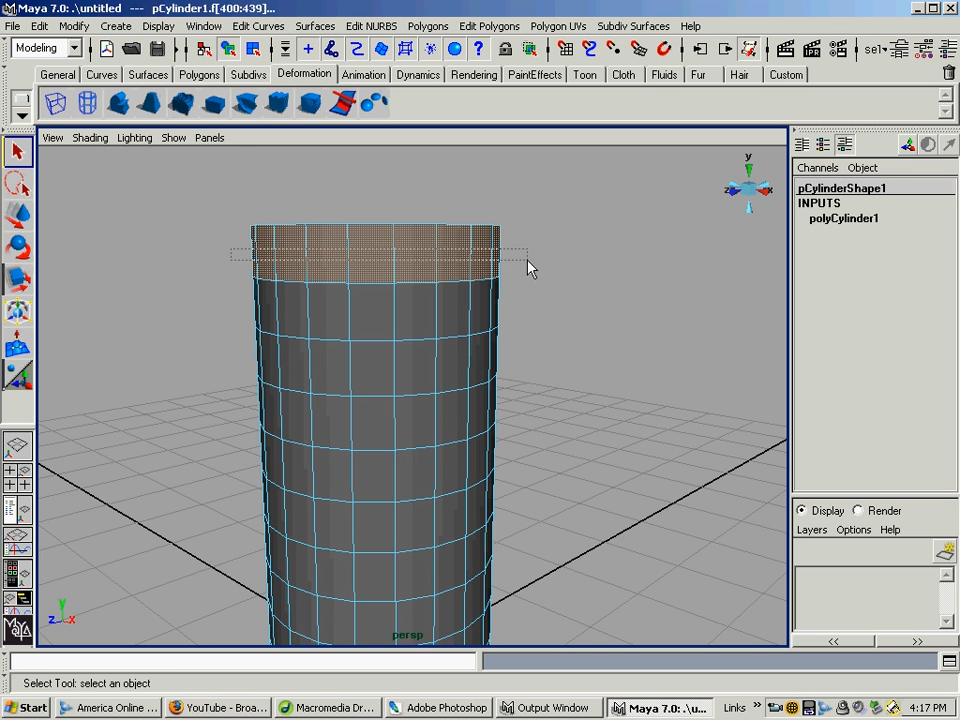 Maya 7.0: .\untitled --- pCylinder1.f[400:439]...
File Edit Modify Create Display Window Edit Curves Surfaces Edit NURBS Polygons Edit Polygons Polygon UVs Subdiv Surfaces Help
Modeling
sel
General Curves Surfaces Polygons Subdivs Deformation Animation Dynamics Rendering PaintEffects Toon Cloth Fluids Fur Hair Custom
View Shading Lighting Show Panels
Channels Object
pCylinderShape1
INPUTS
polyCylinder1
y
z x
Display Render
Layers Options Help
y
z x
persp
MAYA
<< >>
Select Tool: select an object
Start America Online ... YouTube - Broa... Macromedia Dr... Adobe Photoshop Output Window Maya 7.0: .\u... Links » 4:17 PM